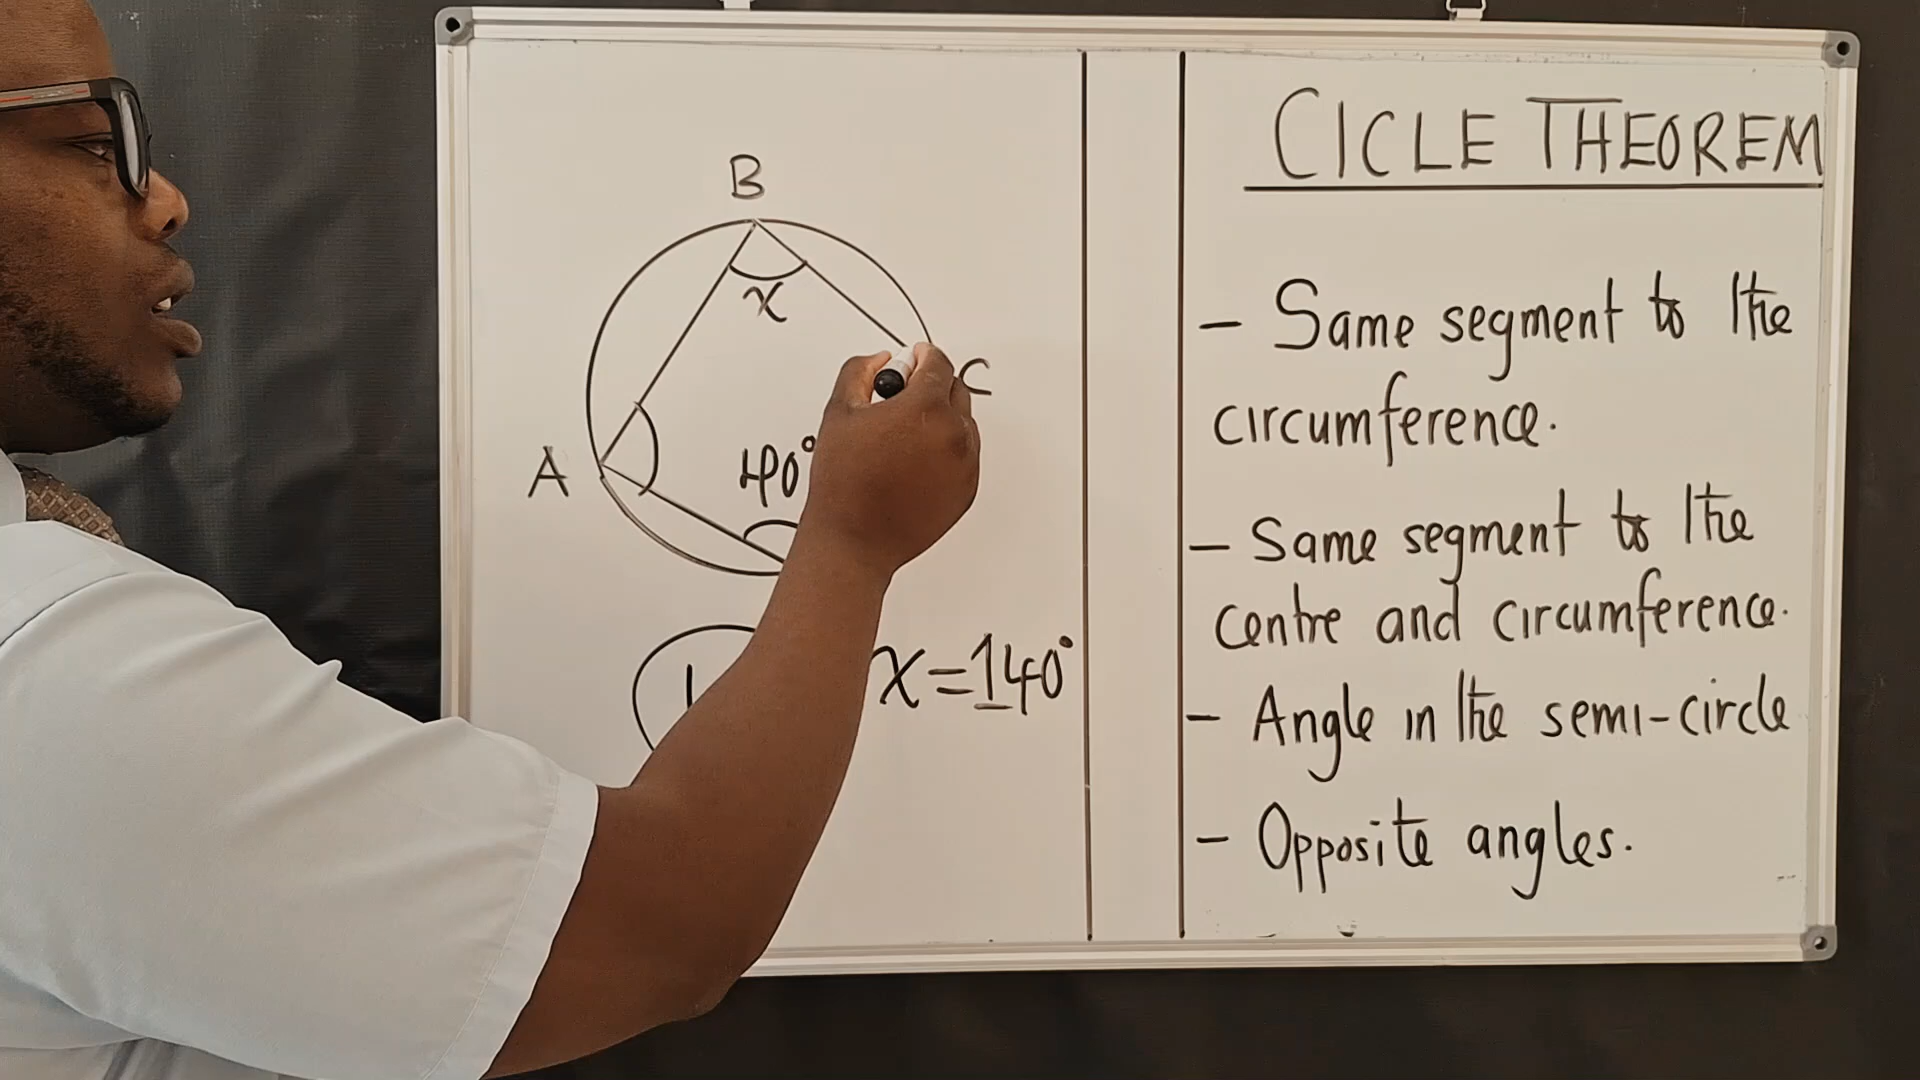 B
x
C
A
40°
x=140°
CICLE THEOREM
- Same segment to the
circumference.
- Same segment to the
centre and circumference.
- Angle in the semi-circle
- Opposite angles.